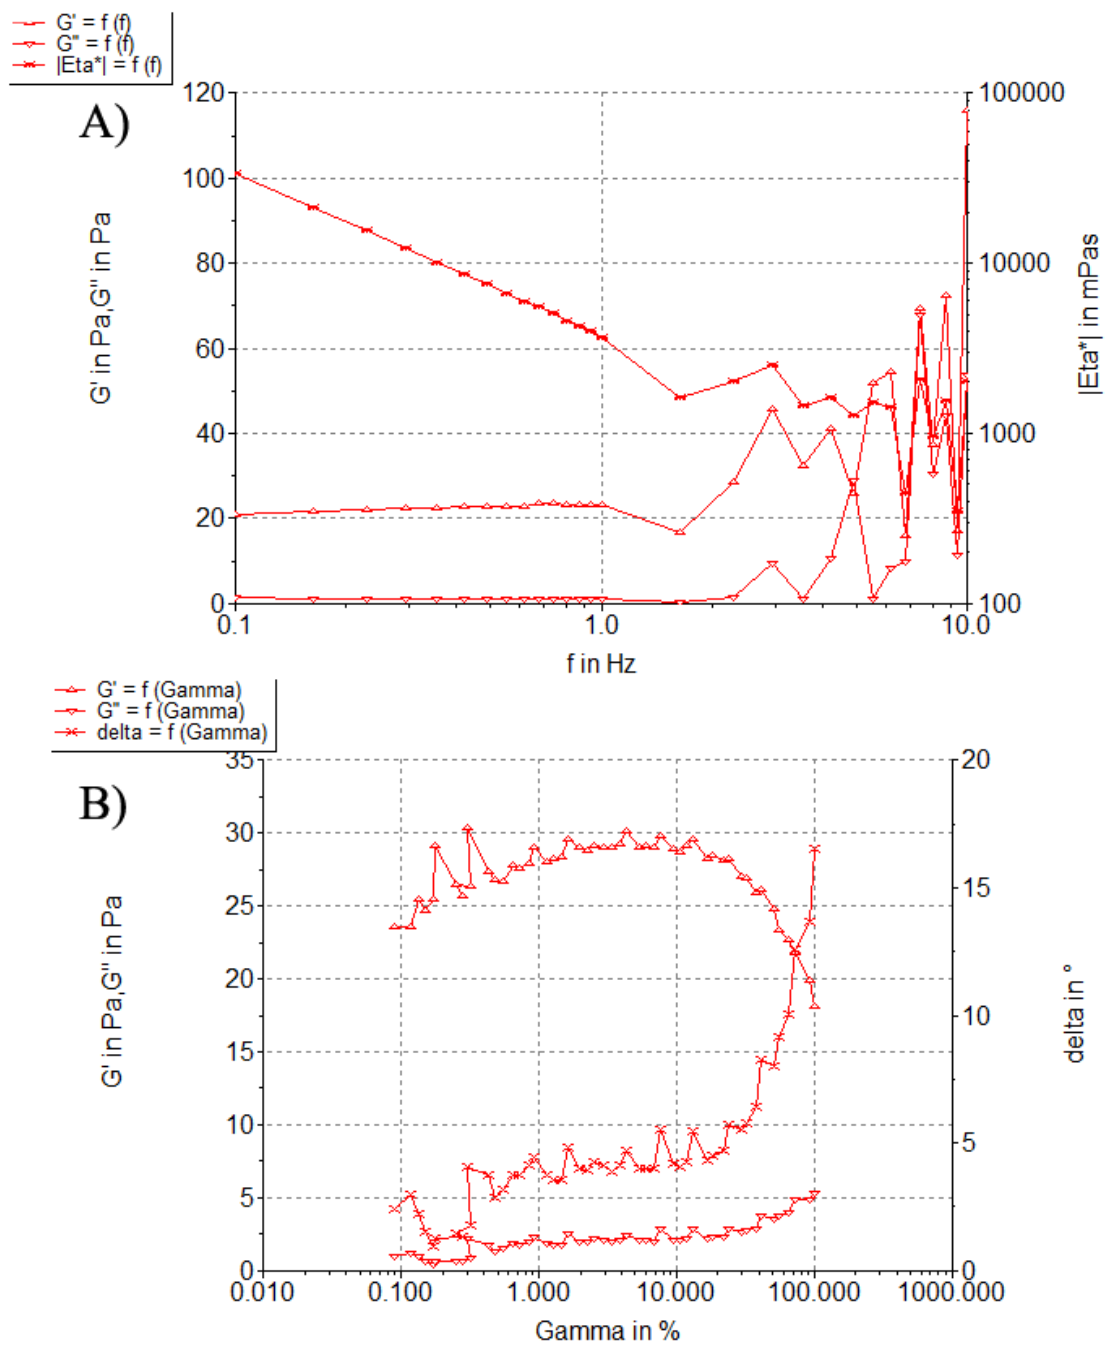 G' = f (f)
G" = f (f)
|Eta*| = f (f)
A)
120
100
80
60
40
20
0
G' in Pa,G" in Pa
100000
10000
1000
100
|Eta*| in mPas
0.1
1.0
10.0
f in Hz
G' = f (Gamma)
G" = f (Gamma)
delta = f (Gamma)
B)
35
30
25
20
15
10
5
0
G' in Pa,G" in Pa
20
15
10
5
0
delta in °
0.010
0.100
1.000
10.000
100.000
1000.000
Gamma in %